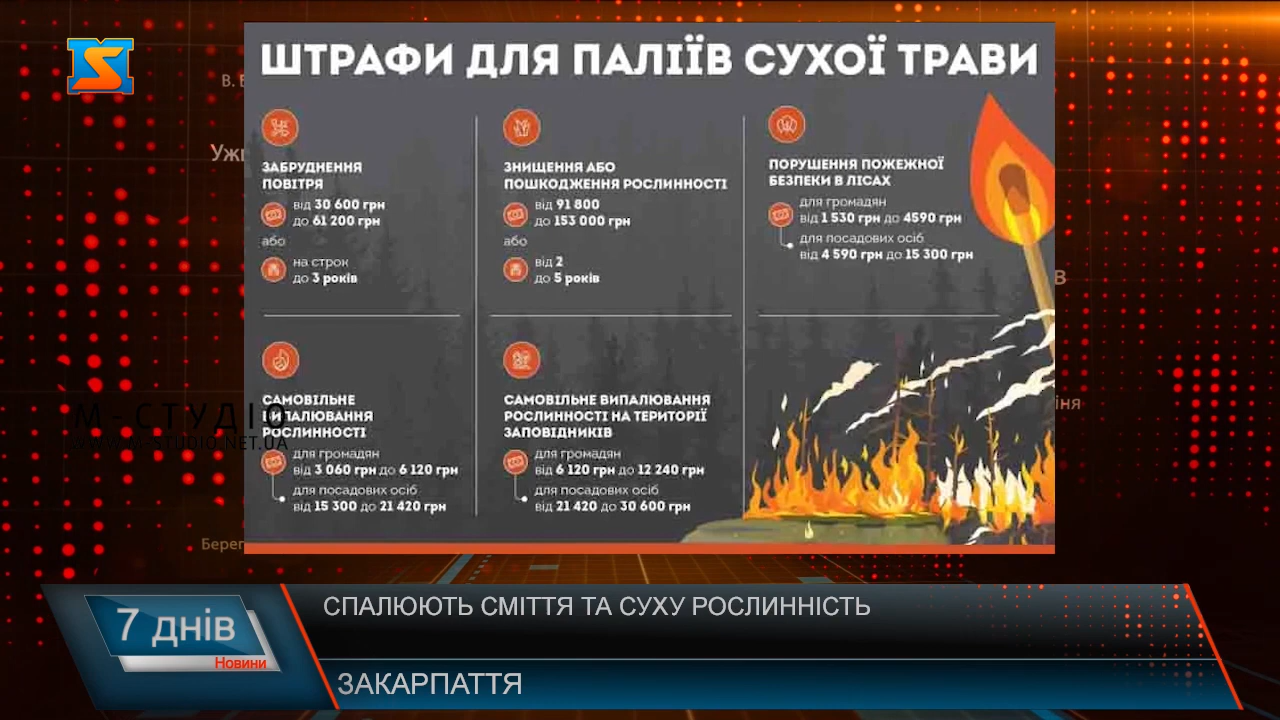 ШТРАФИ ДЛЯ ПАЛІЇВ СУХОЇ ТРАВИ
ЗАБРУДНЕННЯ
ПОВІТРЯ
від 30 600 грн
до 61 200 грн
або
на строк
до 3 років
ЗНИЩЕННЯ АБО
ПОШКОДЖЕННЯ РОСЛИННОСТІ
від 91 800
до 153 000 грн
або
від 2
до 5 років
ПОРУШЕННЯ ПОЖЕЖНОЇ
БЕЗПЕКИ В ЛІСАХ
для громадян
від 1 530 грн до 4590 грн
для посадових осіб
від 4 590 грн до 15 300 грн
САМОВІЛЬНЕ
ВИПАЛЮВАННЯ
РОСЛИННОСТІ
для громадян
від 3 060 грн до 6 120 грн
для посадових осіб
від 15 300 до 21 420 грн
САМОВІЛЬНЕ ВИПАЛЮВАННЯ
РОСЛИННОСТІ НА ТЕРИТОРІЇ
ЗАПОВІДНИКІВ
для громадян
від 6 120 грн до 12 240 грн
для посадових осіб
від 21 420 до 30 600 грн
М-СТУДІО
WWW.M-STUDIO.NET.UA
7 днів
Новини
СПАЛЮЮТЬ СМІТТЯ ТА СУХУ РОСЛИННІСТЬ
ЗАКАРПАТТЯ